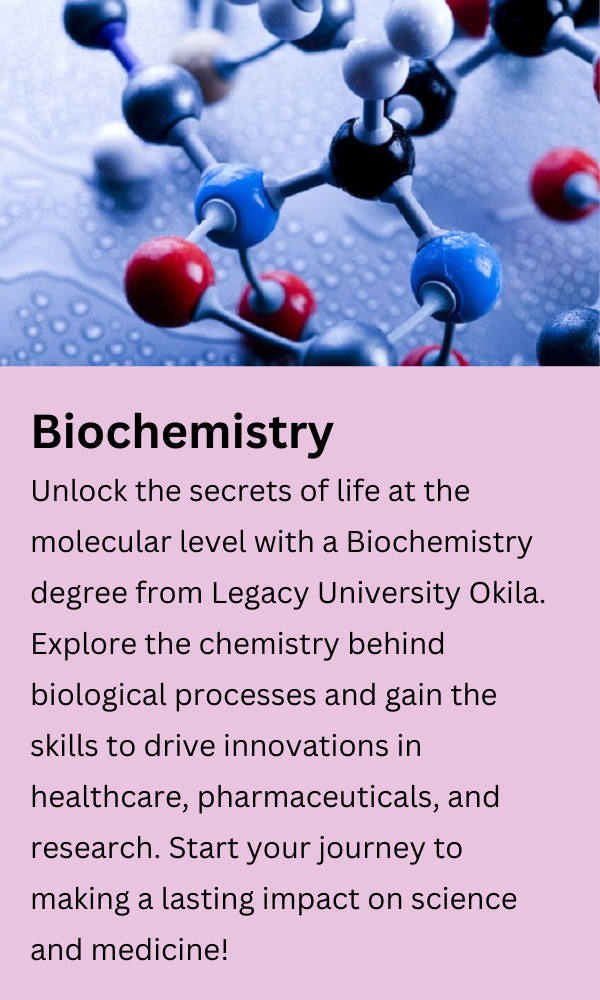 Biochemistry
Unlock the secrets of life at the
molecular level with a Biochemistry
degree from Legacy University Okila.
Explore the chemistry behind
biological processes and gain the
skills to drive innovations in
healthcare, pharmaceuticals, and
research. Start your journey to
making a lasting impact on science
and medicine!